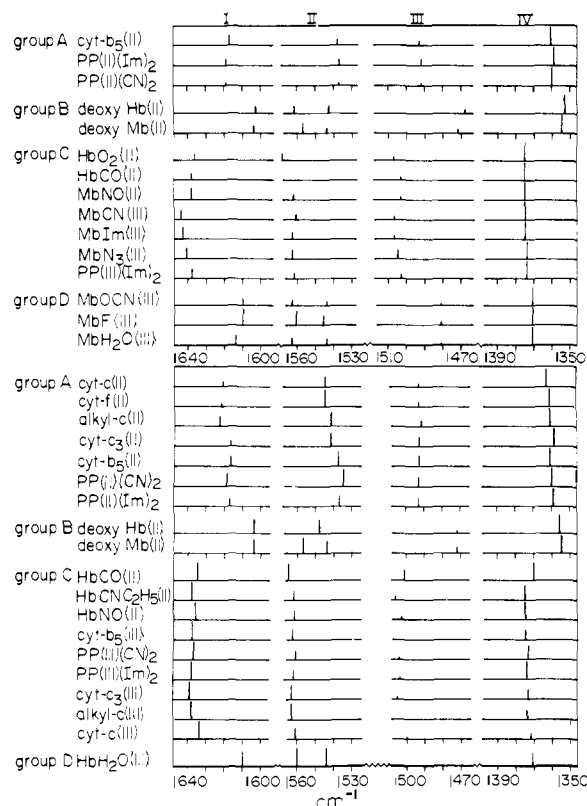 I II III IV
group A cyt-b5(II)
PP(II)(Im)2
PP(II)(CN)2
group B deoxy Hb(II)
deoxy Mb(II)
group C HbO2(II)
HbCO(II)
MbNO(II)
MbCN(III)
MbIm(III)
MbN3(III)
PP(III)(Im)2
group D MbOCN(III)
MbF(III)
MbH2O(III)
1640 1600 1560 1530 1510 1470 1390 1350
group A cyt-c(II)
cyt-f(II)
alkyl-c(II)
cyt-c3(II)
cyt-b5(II)
PP(II)(CN)2
PP(II)(Im)2
group B deoxy Hb(II)
deoxy Mb(II)
group C HbCO(II)
HbCNC2H5(II)
HbNO(II)
cyt-b5(III)
PP(III)(CN)2
PP(III)(Im)2
cyt-c3(III)
alkyl-c(III)
cyt-c(III)
group D HbH2O(III)
1640 1600 1560 1530 1500 1470 1390 1350
cm-1